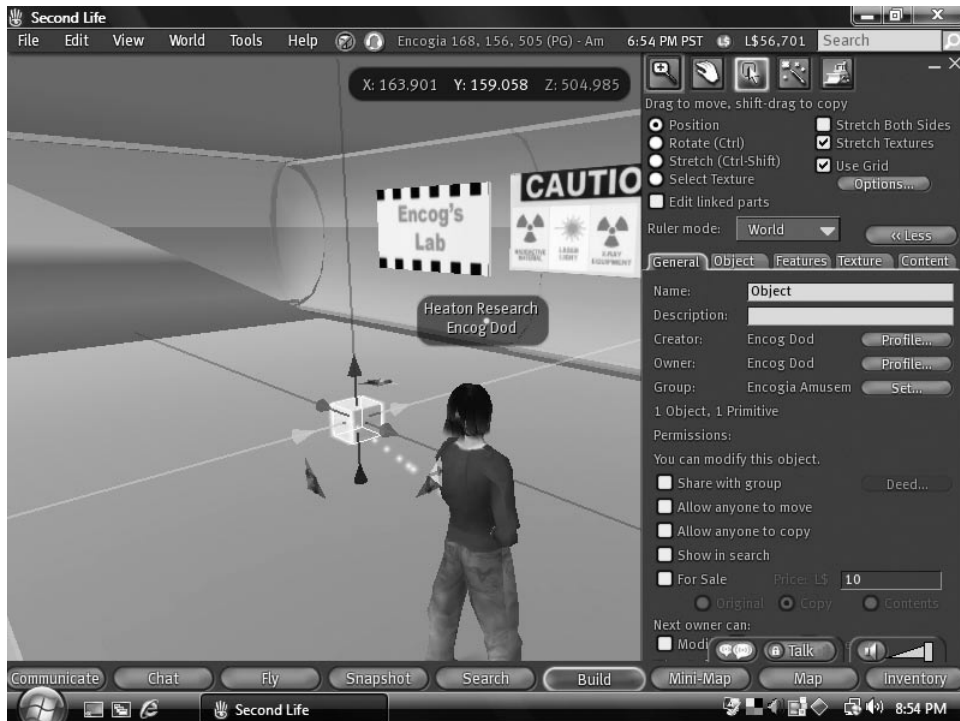 Second Life
File Edit View World Tools Help Encogia 168, 156, 505 (PG) - Am 6:54 PM PST L$56,701 Search
X: 163.901 Y: 159.058 Z: 504.985
Drag to move, shift-drag to copy
Position Stretch Both Sides
Rotate (Ctrl) Stretch Textures
Stretch (Ctrl-Shift) Use Grid
Select Texture Options...
Edit linked parts
Ruler mode: World << Less
General Object Features Texture Content
Name: Object
Description:
Creator: Encog Dod Profile...
Owner: Encog Dod Profile...
Group: Encogia Amusem Set...
1 Object, 1 Primitive
Permissions:
You can modify this object.
Share with group Deed...
Allow anyone to move
Allow anyone to copy
Show in search
For Sale Price: L$ 10
Original Copy Contents
Next owner can:
Modi
Talk
Encog's
Lab
CAUTIO
RADIOACTIVE
MATERIAL
LASER
LIGHT
X-RAY
EQUIPMENT
Heaton Research
Encog Dod
Communicate Chat Fly Snapshot Search Build Mini-Map Map Inventory
Second Life 8:54 PM